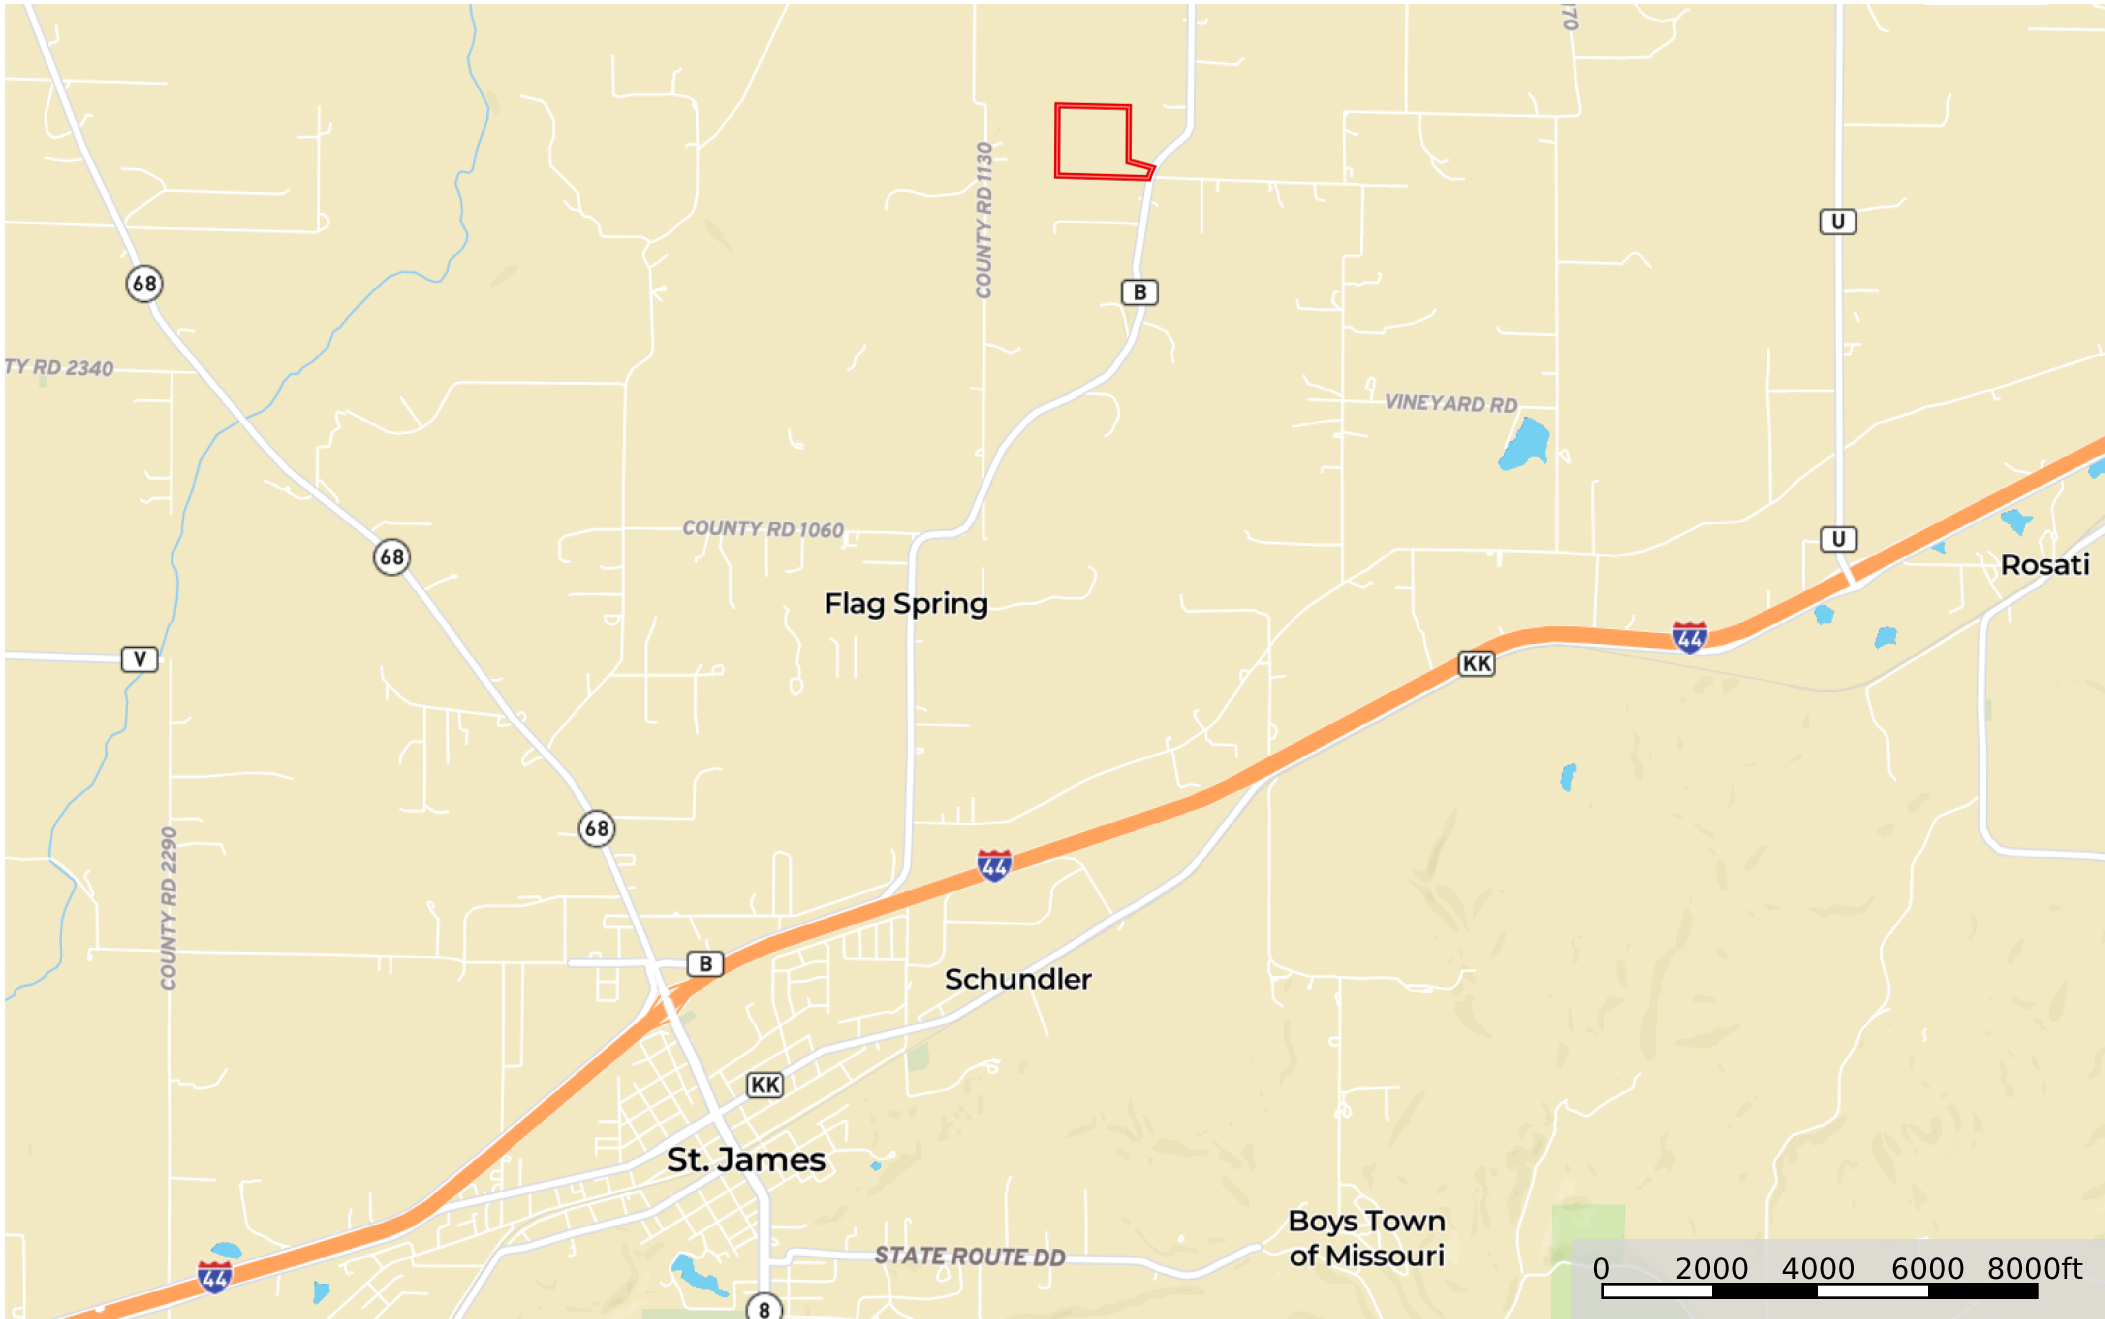 70
COUNTY RD 1130
U
68
B
TY RD 2340
VINEYARD RD
COUNTY RD 1060
U
68
Rosati
Flag Spring
44
V
KK
68
44
COUNTY RD 2290
B
Schundler
KK
St. James
Boys Town
of Missouri
STATE ROUTE DD
44
0 2000 4000 6000 8000ft
8